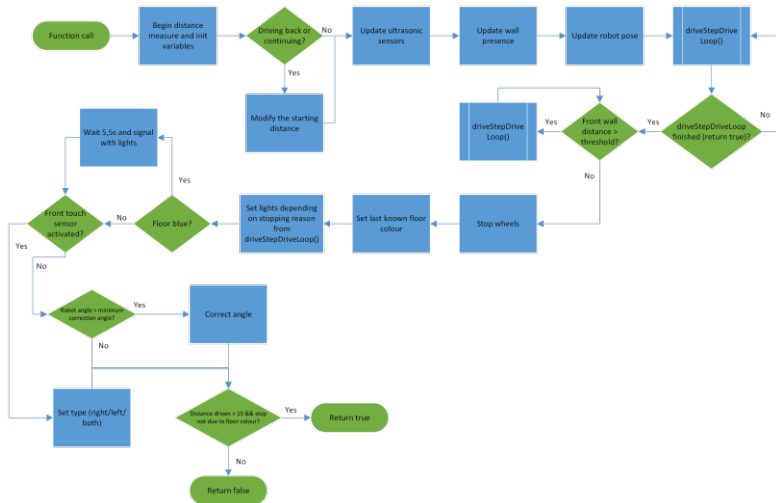 Function call
Begin distance
measure and init
variables
Driving back or
continuing?
No
Yes
Modify the starting
distance
Update ultrasonic
sensors
Update wall
presence
Update robot pose
driveStepDrive
Loop()
driveStepDriveLoop
finished (return true)?
No
Yes
Front wall
distance >
threshold?
Yes
driveStepDrive
Loop()
No
Stop wheels
Set last known floor
colour
Set lights depending
on stopping reason
from
driveStepDriveLoop()
Floor blue?
Yes
Wait 5,5s and signal
with lights
No
Front touch
sensor
activated?
Yes
No
Robot angle > minimum
correction angle?
Yes
Correct angle
No
Set type (right/left/
both)
Distance driven > 15 && stop
not due to floor colour?
Yes
Return true
No
Return false